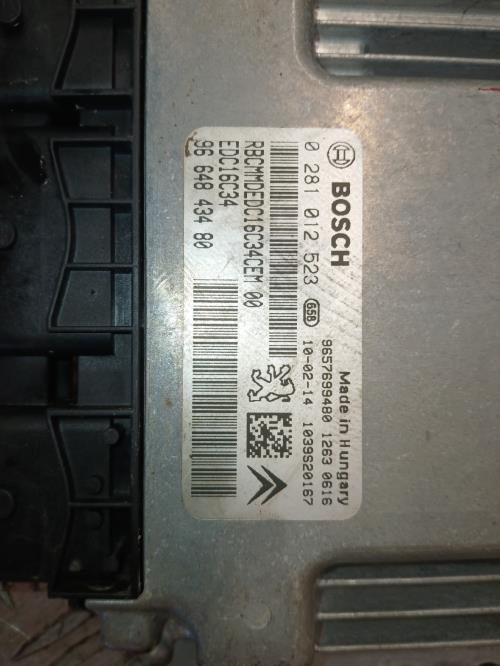 BOSCH
Made in Hungary
0 281 012 523
658
9657699480 1263 0616
10-02-14
1039S20167
RBCMMDEDC16C34CEM 00
EDC16C34
96 648 434 80